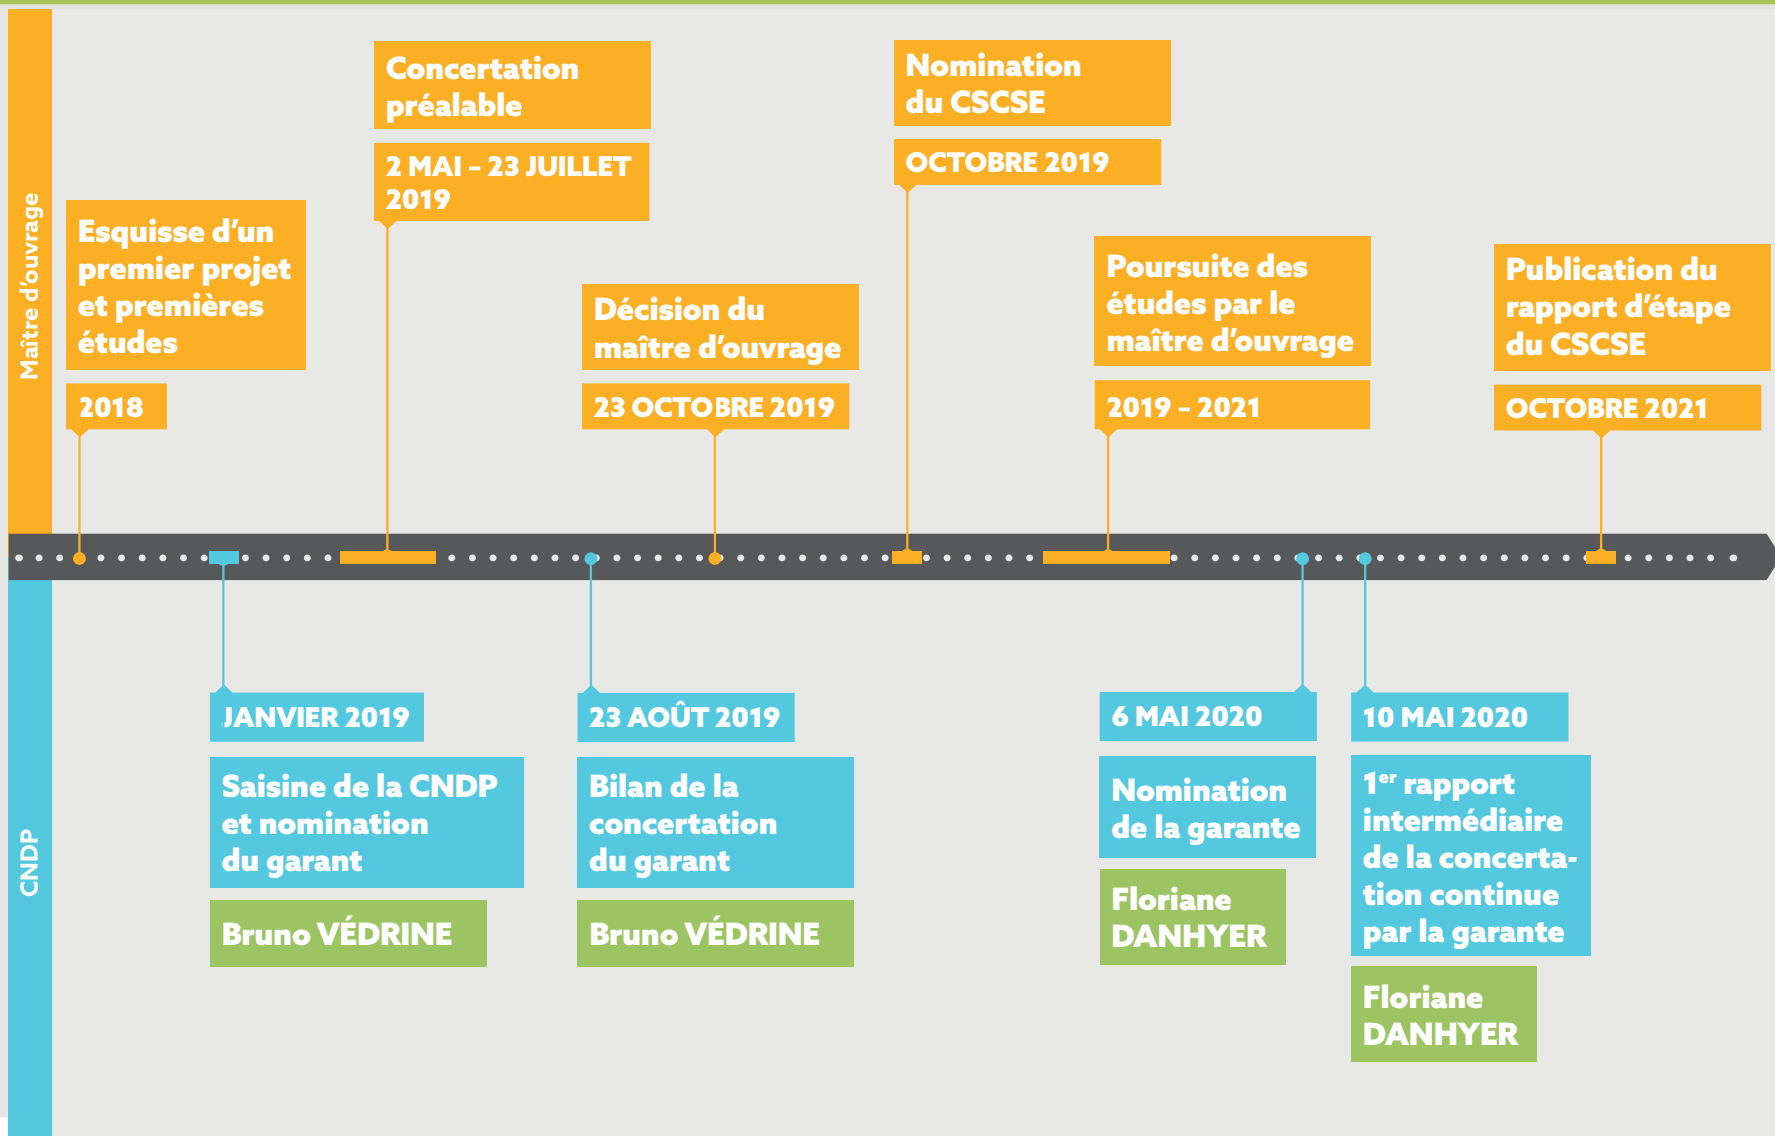 Maître d'ouvrage
Esquisse d'un
premier projet
et premières
études
2018
Concertation
préalable
2 MAI – 23 JUILLET
2019
Décision du
maître d'ouvrage
23 OCTOBRE 2019
Nomination
du CSCSE
OCTOBRE 2019
Poursuite des
études par le
maître d'ouvrage
2019 – 2021
Publication du
rapport d'étape
du CSCSE
OCTOBRE 2021
CNDP
JANVIER 2019
Saisine de la CNDP
et nomination
du garant
Bruno VÉDRINE
23 AOÛT 2019
Bilan de la
concertation
du garant
Bruno VÉDRINE
6 MAI 2020
Nomination
de la garante
Floriane
DANHYER
10 MAI 2020
1er rapport
intermédiaire
de la concerta-
tion continue
par la garante
Floriane
DANHYER